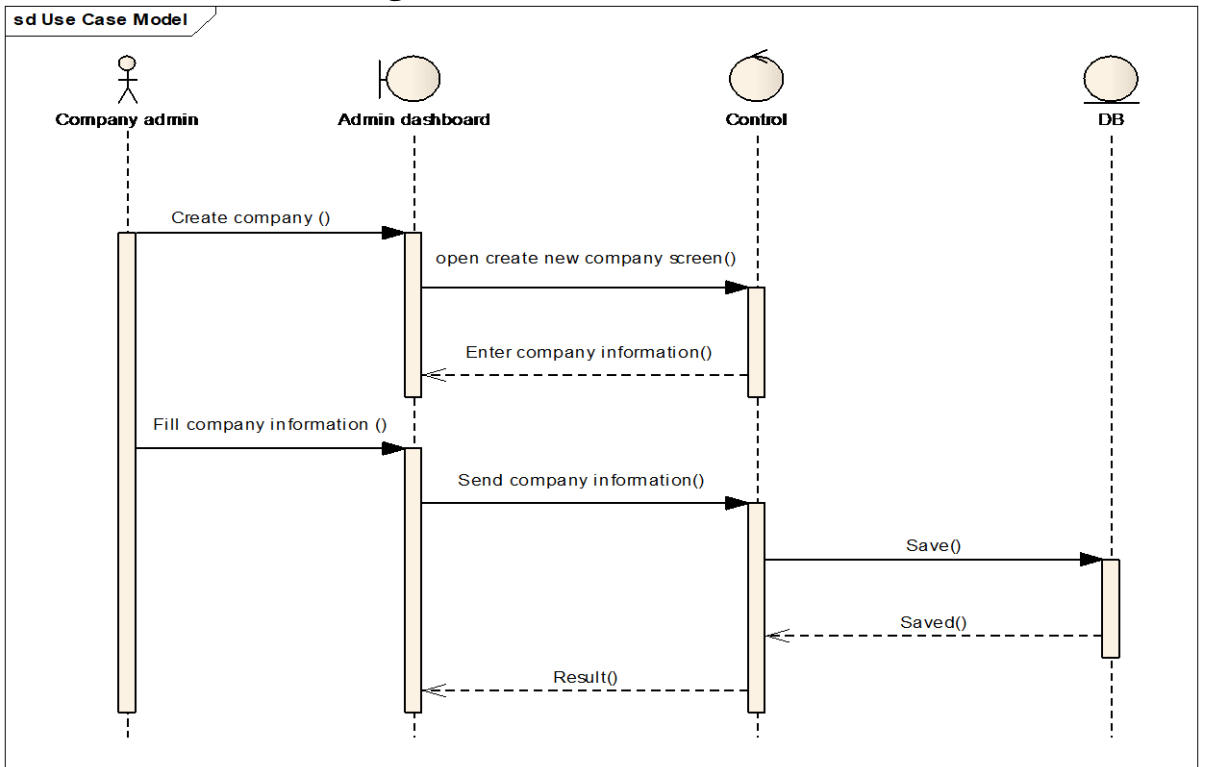 sd Use Case Model
Company admin
Admin dashboard
Control
DB
Create company ()
open create new company screen()
Enter company information()
Fill company information ()
Send company information()
Save()
Saved()
Result()